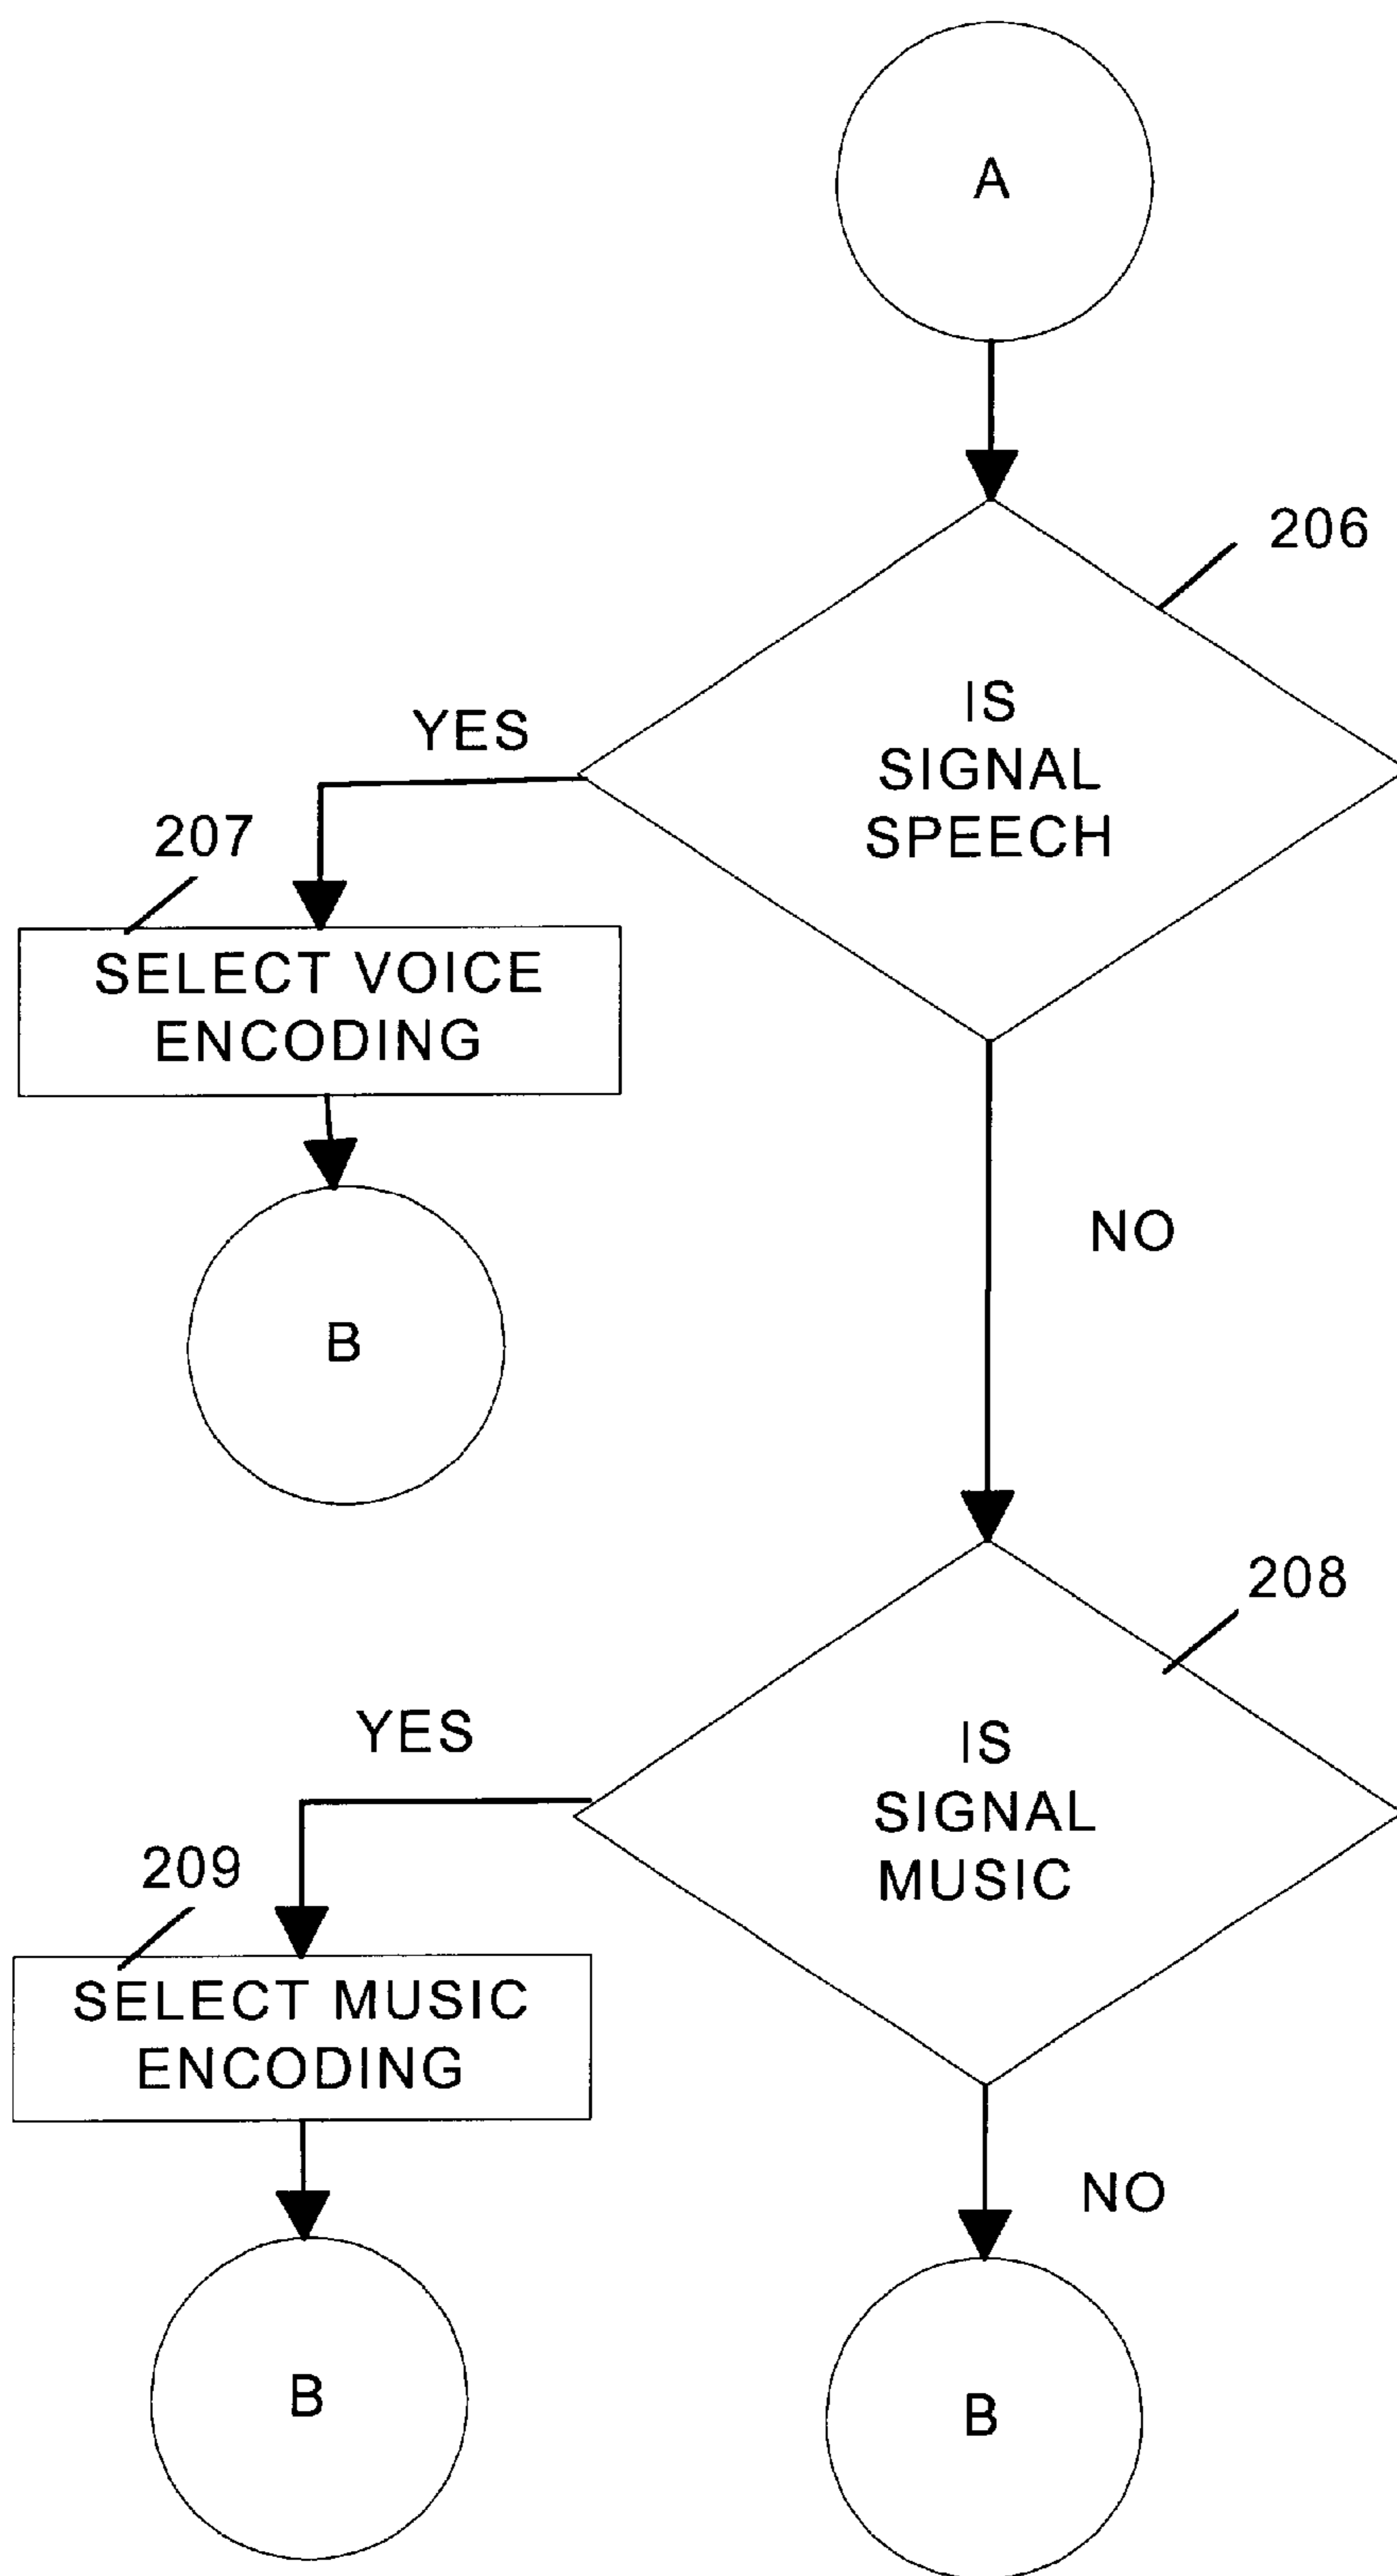 A
206
IS
SIGNAL
SPEECH
YES
207
SELECT VOICE
ENCODING
B
NO
208
IS
SIGNAL
MUSIC
YES
209
SELECT MUSIC
ENCODING
B
NO
B